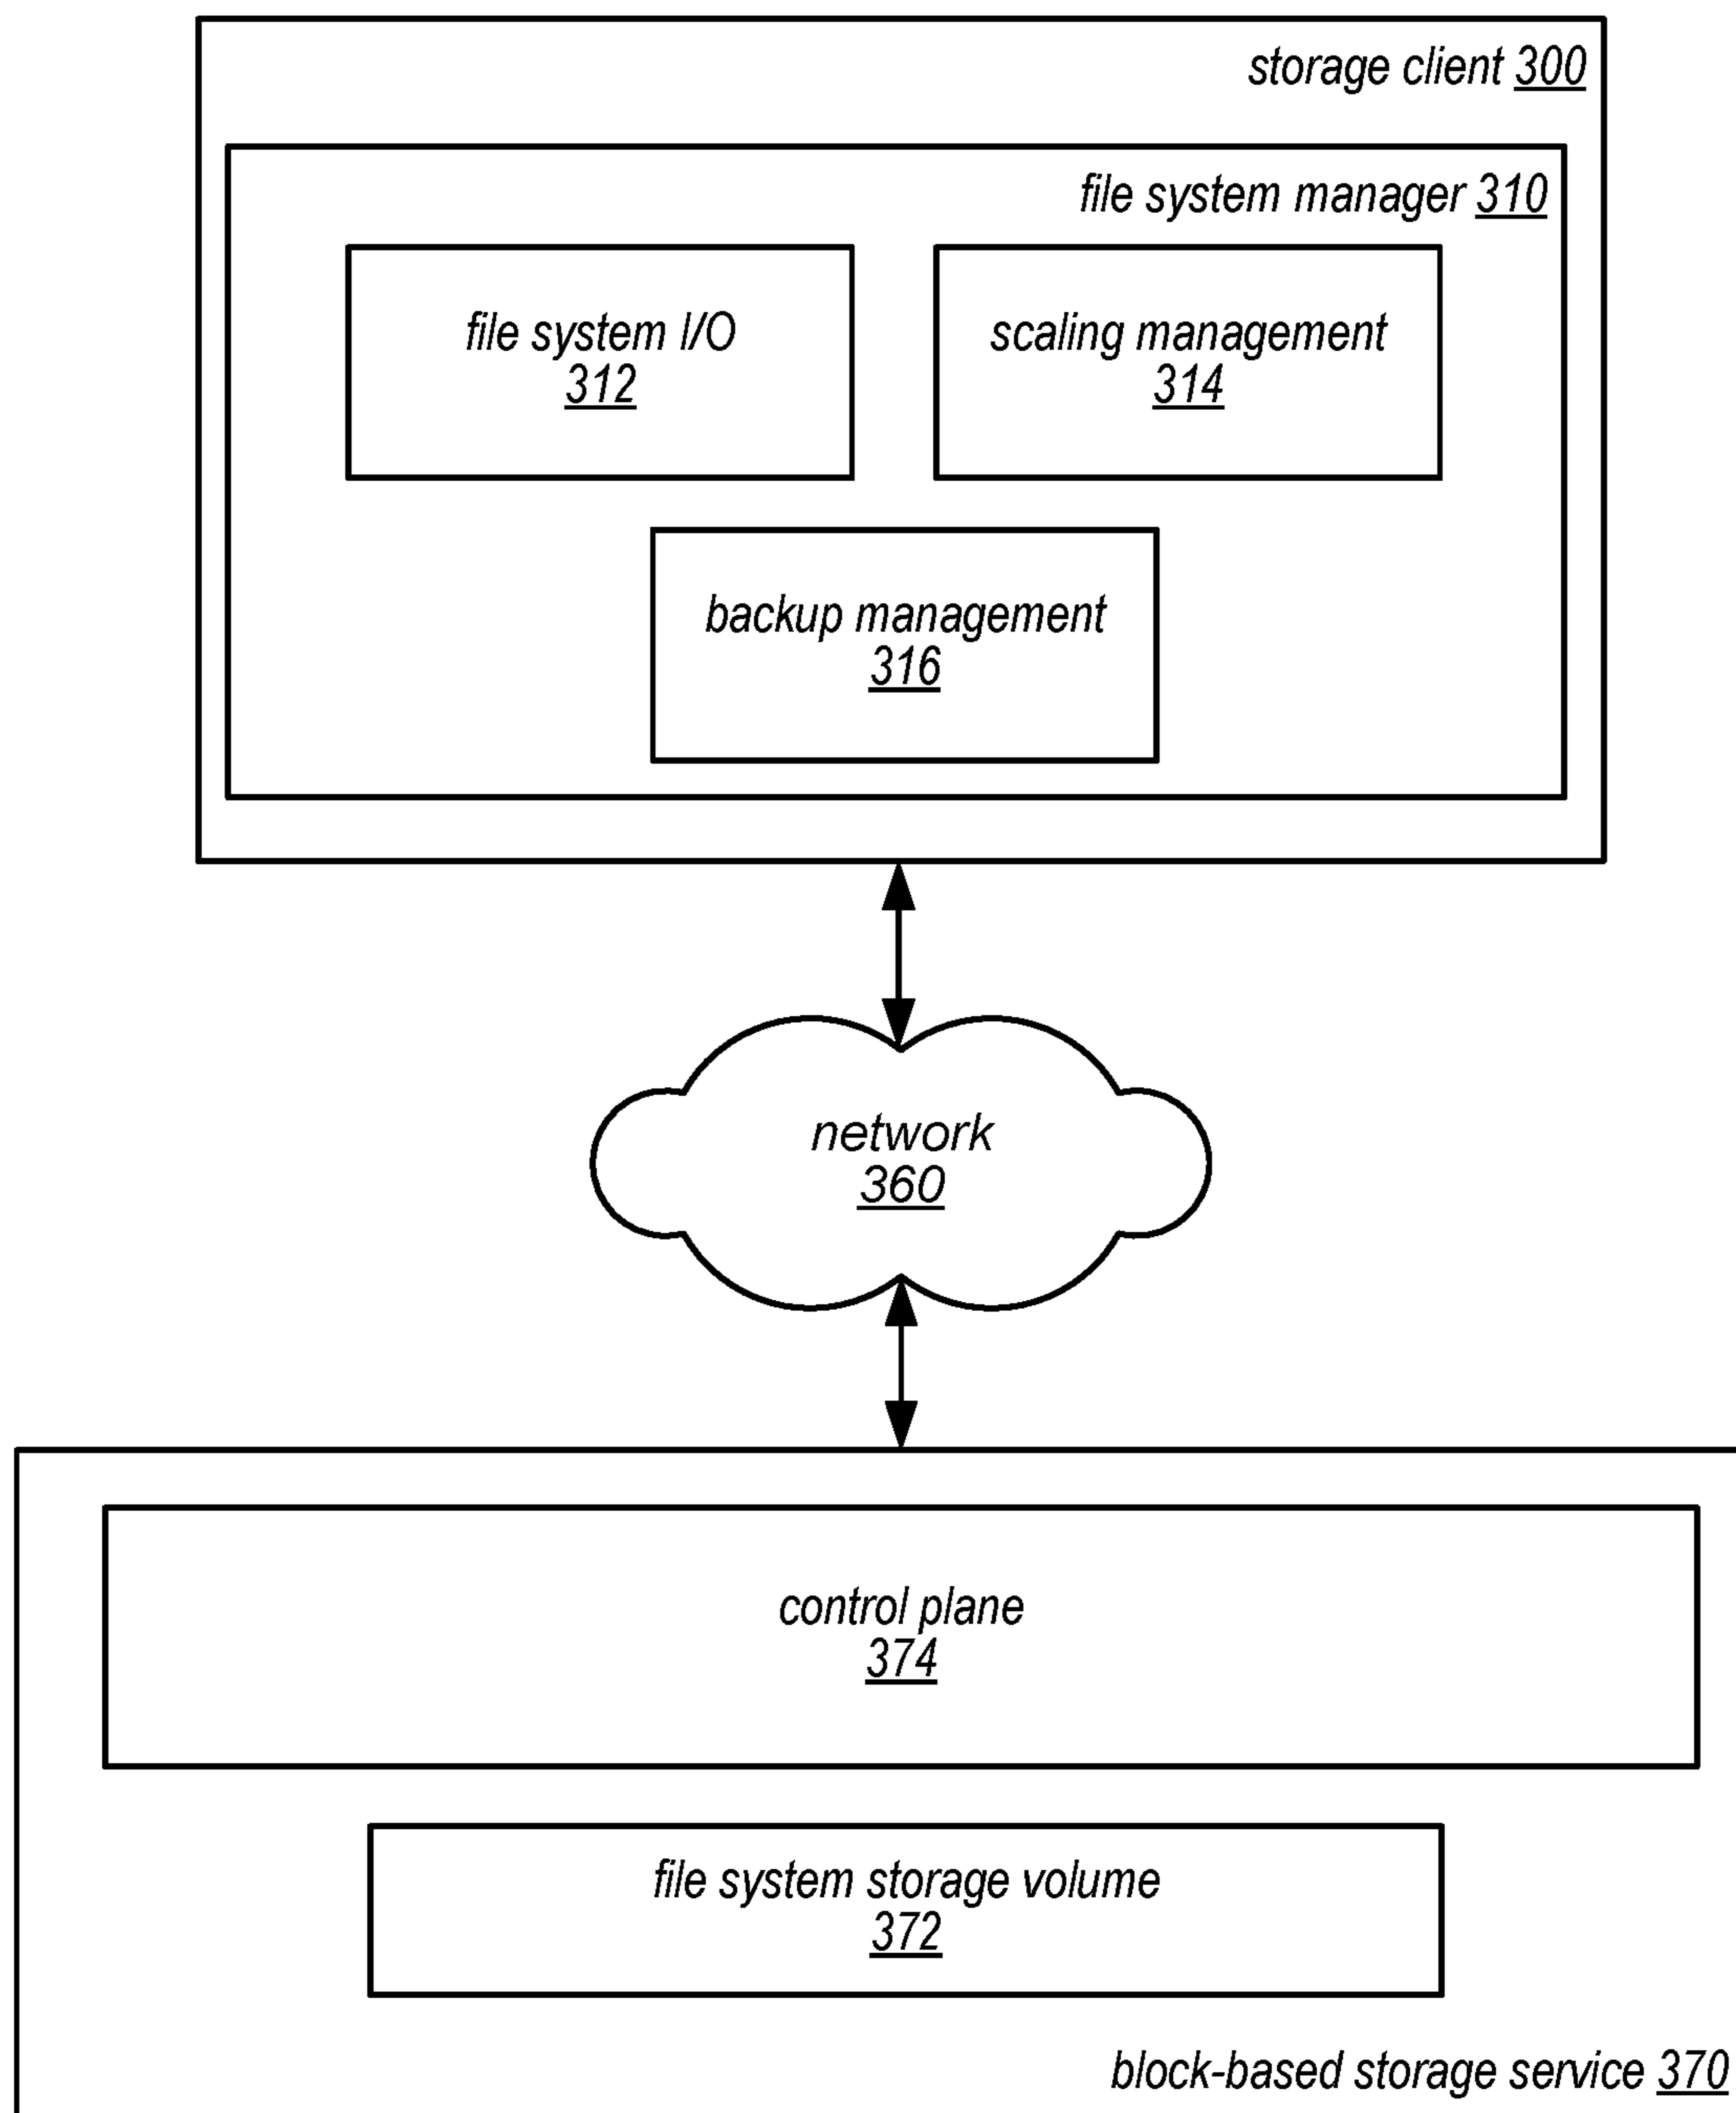 storage client 300
file system manager 310
file system I/O
312
scaling management
314
backup management
316
network
360
control plane
374
file system storage volume
372
block-based storage service 370